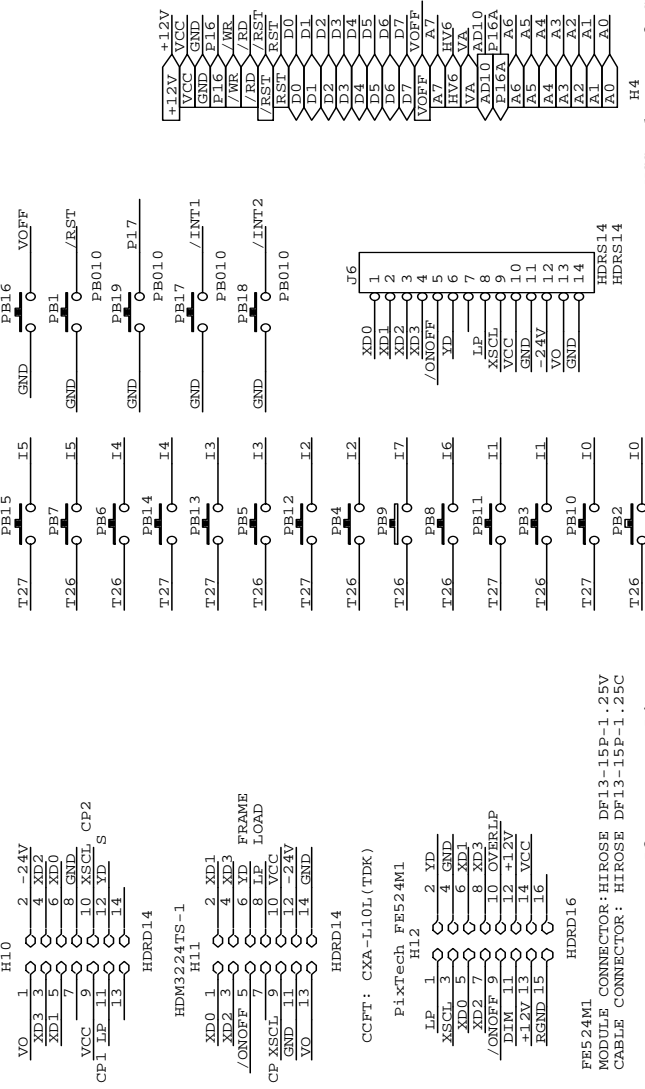 H10
VO 1 2 -24V
XD3 3 4 XD2
XD1 5 6 XD0
7 8 GND
VCC 9 10 XSCL CP2
CP1 LP 11 12 YD S
13 14
HDRD14
HDM3224TS-1
H11
XD0 1 2 XD1
XD2 3 4 XD3
/ONOFF 5 6 YD FRAME
7 8 LP LOAD
CP XSCL 9 10 VCC
GND 11 12 -24V
VO 13 14 GND
HDRD14
CCFT: CXA-L10L(TDK)
PixTech FE524M1
H12
LP 1 2 YD
XSCL 3 4 GND
XD0 5 6 XD1
XD2 7 8 XD3
/ONOFF 9 10 OVERLP
DIM 11 12 +12V
+12V 13 14 VCC
RGND 15 16
HDRD16
FE524M1
MODULE CONNECTOR:HIROSE DF13-15P-1.25V
CABLE CONNECTOR: HIROSE DF13-15P-1.25C
PB15
T27 I5
PB7
T26 I5
PB6
T26 I4
PB14
T27 I4
PB13
T27 I3
PB5
T26 I3
PB12
T27 I2
PB4
T26 I2
PB9
T26 I7
PB8
T26 I6
PB11
T27 I1
PB3
T26 I1
PB10
T27 I0
PB2
T26 I0
PB16
GND VOFF
PB1
GND /RST
PB010
PB19
GND P17
PB010
PB17
GND /INT1
PB010
PB18
GND /INT2
PB010
J6
XD0 1
XD1 2
XD2 3
XD3 4
/ONOFF 5
YD 6
7
LP 8
XSCL 9
VCC 10
GND 11
-24V 12
VO 13
GND 14
HDRS14
HDRS14
+12V +12V
VCC VCC
GND GND
P16 P16
/WR /WR
/RD /RD
/RST /RST
RST RST
D0 D0
D1 D1
D2 D2
D3 D3
D4 D4
D5 D5
D6 D6
D7 D7
VOFF VOFF
A7 A7
HV6 HV6
VA VA
AD10 AD10
P16A P16A
A6 A6
A5 A5
A4 A4
A3 A3
A2 A2
A1 A1
A0 A0
H4